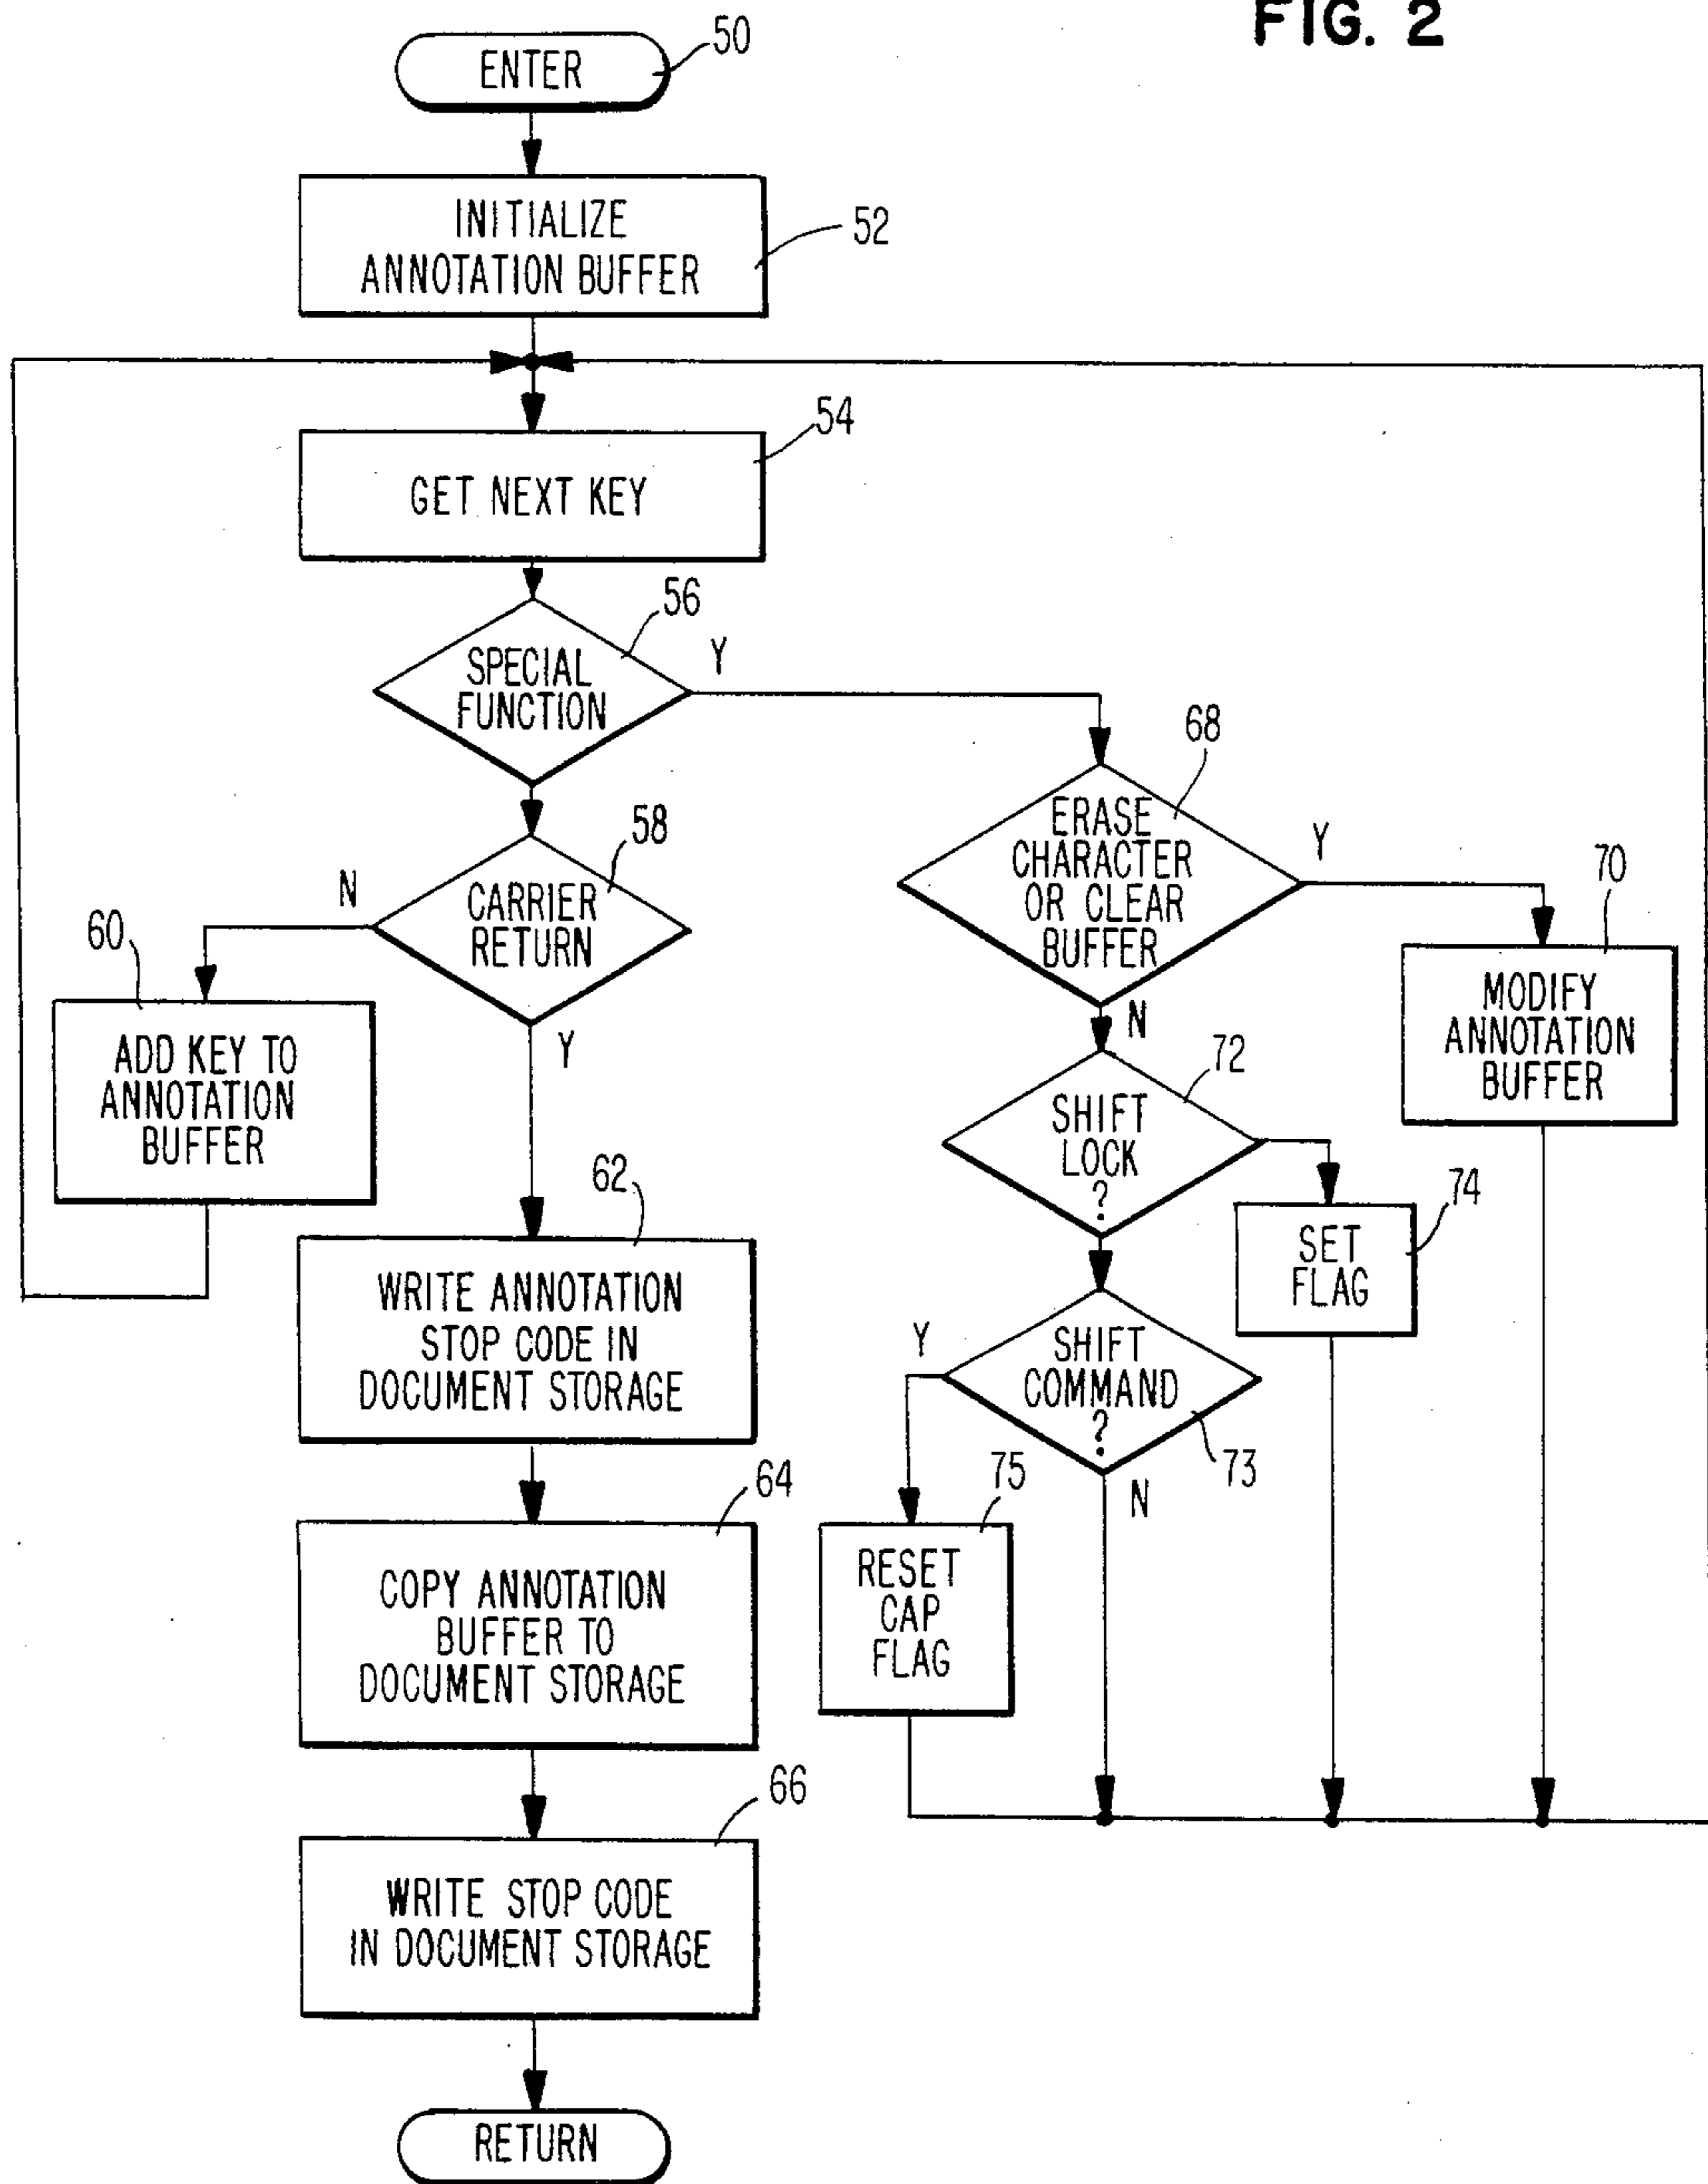 FIG. 2
ENTER
50
INITIALIZE
ANNOTATION BUFFER
52
GET NEXT KEY
54
SPECIAL
FUNCTION
56
Y
CARRIER
RETURN
58
N
Y
60
ADD KEY TO
ANNOTATION
BUFFER
62
WRITE ANNOTATION
STOP CODE IN
DOCUMENT STORAGE
64
COPY ANNOTATION
BUFFER TO
DOCUMENT STORAGE
66
WRITE STOP CODE
IN DOCUMENT STORAGE
RETURN
68
ERASE
CHARACTER
OR CLEAR
BUFFER
Y
N
70
MODIFY
ANNOTATION
BUFFER
72
SHIFT
LOCK
?
74
SET
FLAG
SHIFT
COMMAND
?
73
Y
N
75
RESET
CAP
FLAG